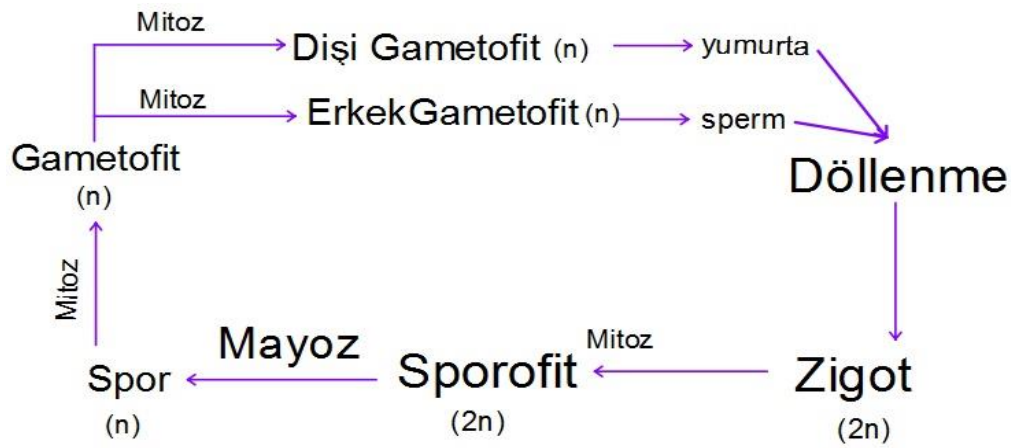 Mitoz
Dişi Gametofit (n)
yumurta
Mitoz
ErkekGametofit (n)
sperm
Gametofit
(n)
Döllenme
Mitoz
Spor
(n)
Mayoz
Sporofit
(2n)
Mitoz
Zigot
(2n)